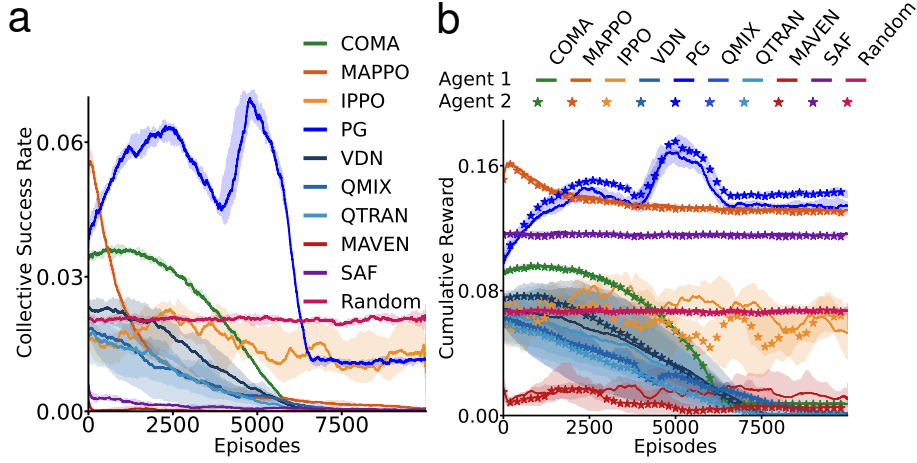 a
COMA
MAPPO
IPPO
PG
VDN
QMIX
QTRAN
MAVEN
SAF
Random
Collective Success Rate
0.06
0.03
0.00
0 2500 5000 7500
Episodes
b
COMA MAPPO IPPO VDN PG QMIX QTRAN MAVEN SAF Random
Agent 1
Agent 2
Cumulative Reward
0.16
0.08
0.00
0 2500 5000 7500
Episodes